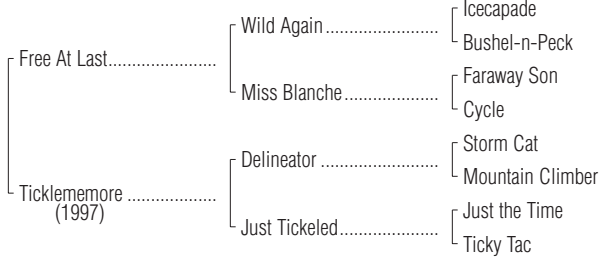 Icecapade
Wild Again
Bushel-n-Peck
Free At Last
Faraway Son
Miss Blanche
Cycle
Storm Cat
Delineator
Mountain Climber
Ticklememore
(1997)
Just the Time
Just Tickeled
Ticky Tac